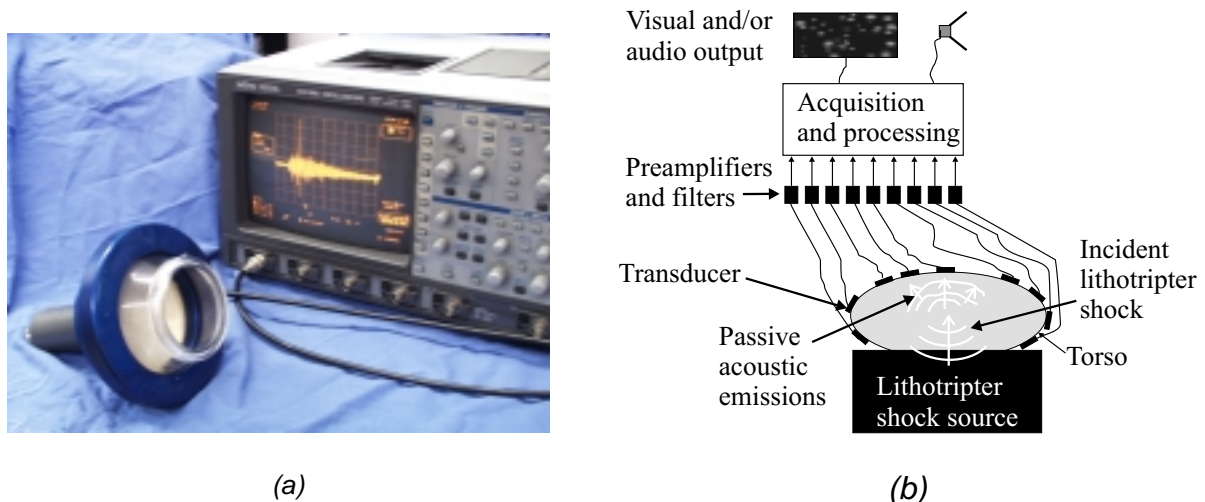 Visual and/or
audio output
Acquisition
and processing
Preamplifiers
and filters
Transducer
Incident
lithotripter
shock
Passive
acoustic
emissions
Torso
Lithotripter
shock source
(a)
(b)